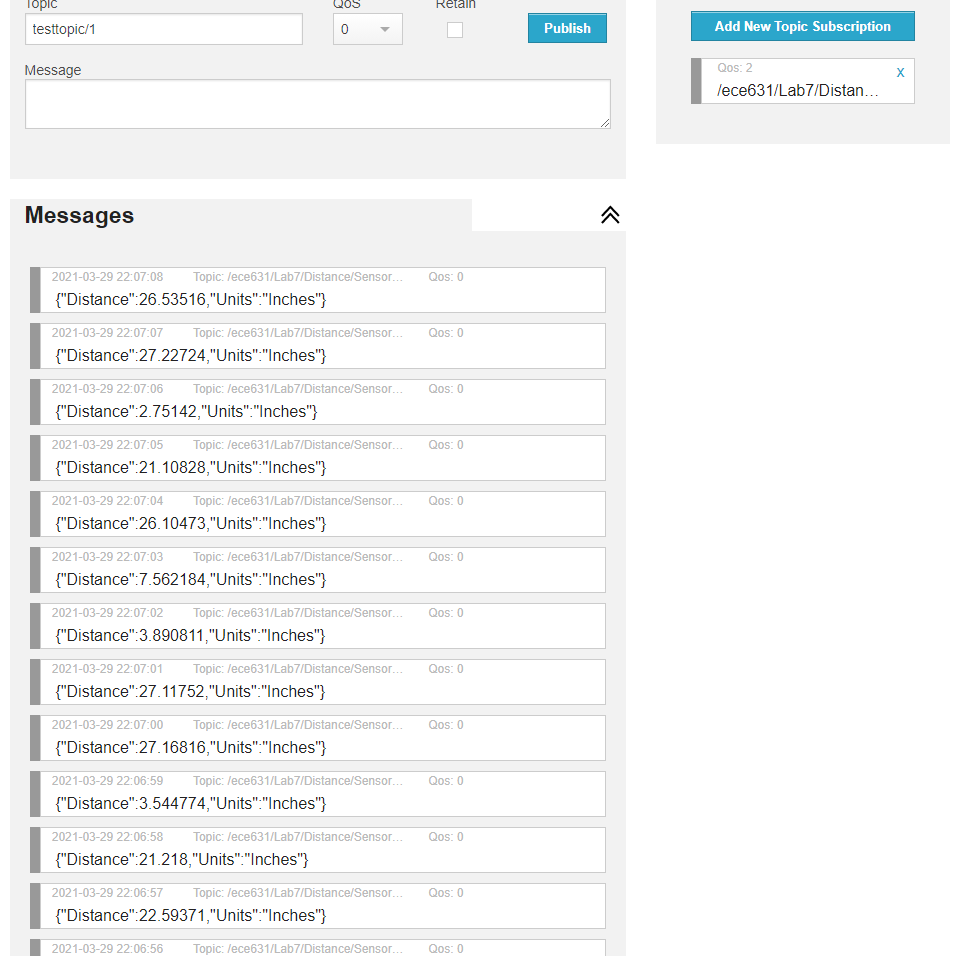 Topic QoS Retain
testtopic/1 0 Publish
Message
Add New Topic Subscription
Qos: 2 x
/ece631/Lab7/Distan…
Messages
2021-03-29 22:07:08 Topic: /ece631/Lab7/Distance/Sensor… Qos: 0
{"Distance":26.53516,"Units":"Inches"}
2021-03-29 22:07:07 Topic: /ece631/Lab7/Distance/Sensor… Qos: 0
{"Distance":27.22724,"Units":"Inches"}
2021-03-29 22:07:06 Topic: /ece631/Lab7/Distance/Sensor… Qos: 0
{"Distance":2.75142,"Units":"Inches"}
2021-03-29 22:07:05 Topic: /ece631/Lab7/Distance/Sensor… Qos: 0
{"Distance":21.10828,"Units":"Inches"}
2021-03-29 22:07:04 Topic: /ece631/Lab7/Distance/Sensor… Qos: 0
{"Distance":26.10473,"Units":"Inches"}
2021-03-29 22:07:03 Topic: /ece631/Lab7/Distance/Sensor… Qos: 0
{"Distance":7.562184,"Units":"Inches"}
2021-03-29 22:07:02 Topic: /ece631/Lab7/Distance/Sensor… Qos: 0
{"Distance":3.890811,"Units":"Inches"}
2021-03-29 22:07:01 Topic: /ece631/Lab7/Distance/Sensor… Qos: 0
{"Distance":27.11752,"Units":"Inches"}
2021-03-29 22:07:00 Topic: /ece631/Lab7/Distance/Sensor… Qos: 0
{"Distance":27.16816,"Units":"Inches"}
2021-03-29 22:06:59 Topic: /ece631/Lab7/Distance/Sensor… Qos: 0
{"Distance":3.544774,"Units":"Inches"}
2021-03-29 22:06:58 Topic: /ece631/Lab7/Distance/Sensor… Qos: 0
{"Distance":21.218,"Units":"Inches"}
2021-03-29 22:06:57 Topic: /ece631/Lab7/Distance/Sensor… Qos: 0
{"Distance":22.59371,"Units":"Inches"}
2021-03-29 22:06:56 Topic: /ece631/Lab7/Distance/Sensor… Qos: 0